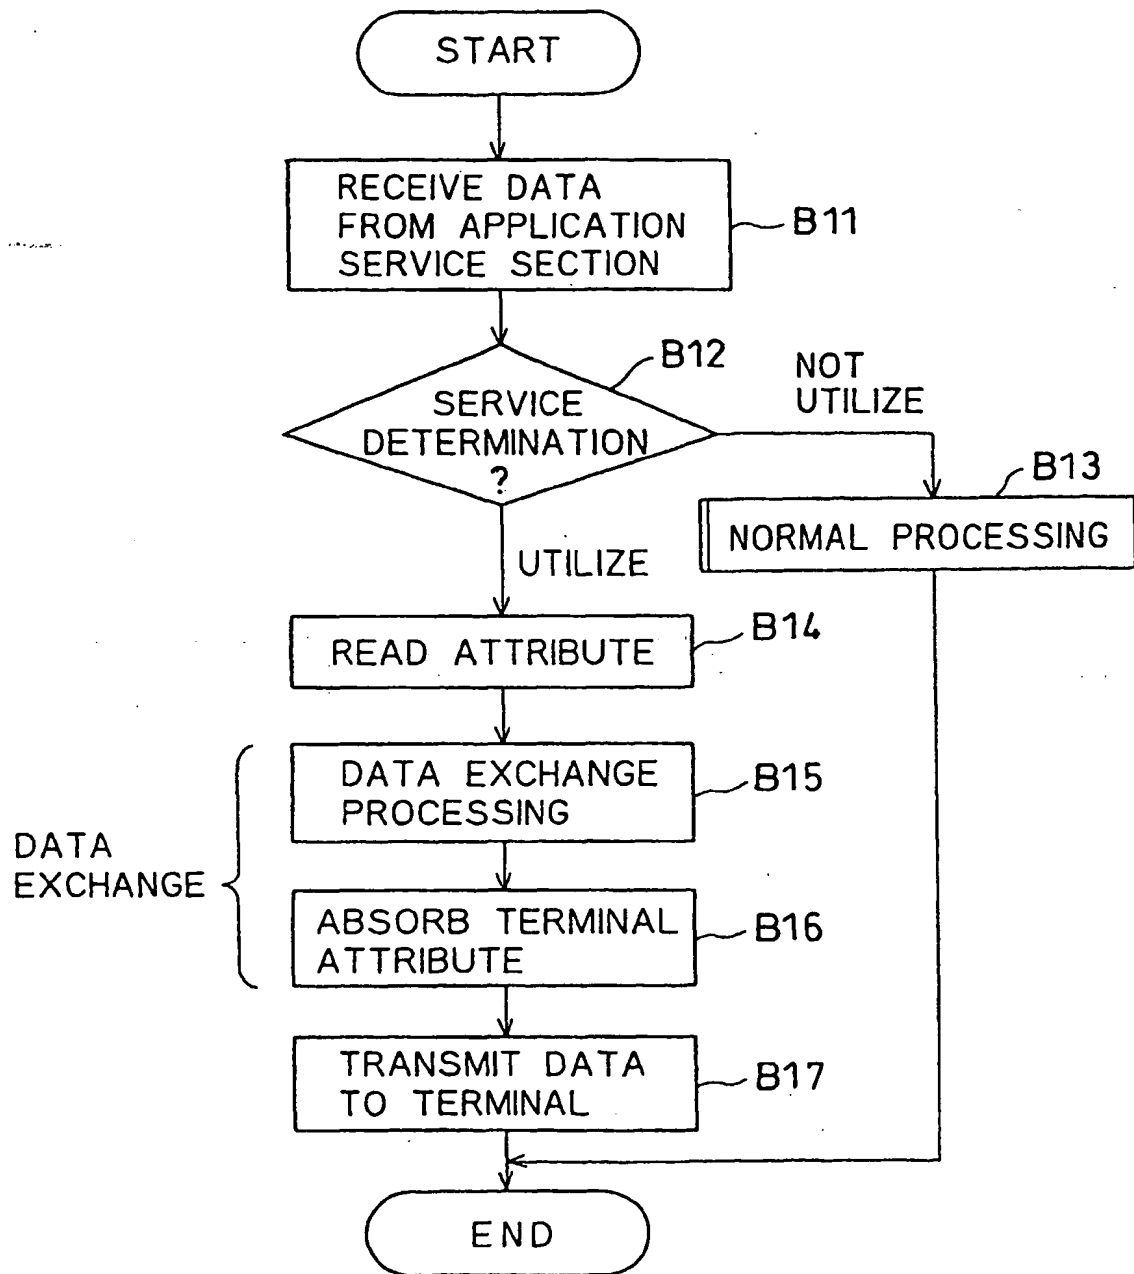 START
RECEIVE DATA
FROM APPLICATION
SERVICE SECTION
B11
B12
SERVICE
DETERMINATION
?
NOT
UTILIZE
B13
NORMAL PROCESSING
UTILIZE
READ ATTRIBUTE
B14
DATA EXCHANGE
PROCESSING
B15
DATA
EXCHANGE
ABSORB TERMINAL
ATTRIBUTE
B16
TRANSMIT DATA
TO TERMINAL
B17
END